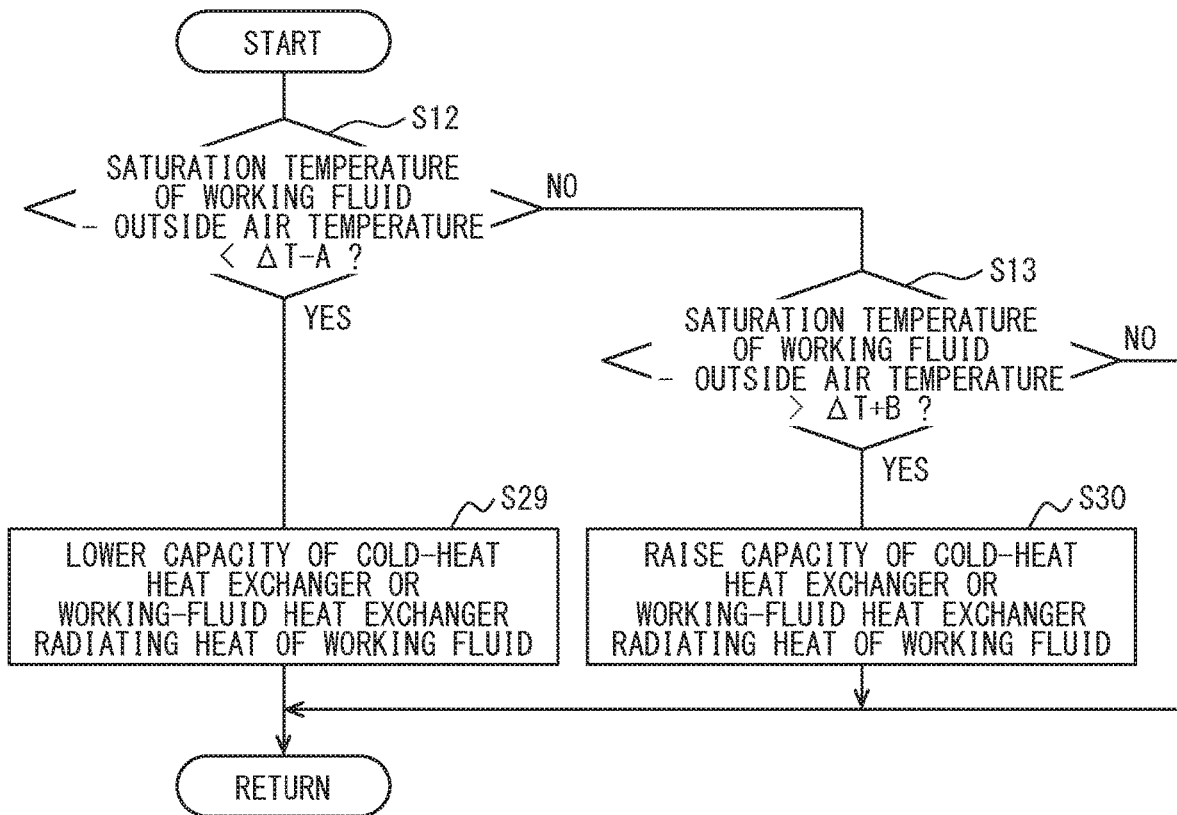 START
S12
SATURATION TEMPERATURE
OF WORKING FLUID
- OUTSIDE AIR TEMPERATURE
< ΔT-A ?
NO
YES
S13
SATURATION TEMPERATURE
OF WORKING FLUID
- OUTSIDE AIR TEMPERATURE
> ΔT+B ?
NO
YES
S29
LOWER CAPACITY OF COLD-HEAT
HEAT EXCHANGER OR
WORKING-FLUID HEAT EXCHANGER
RADIATING HEAT OF WORKING FLUID
S30
RAISE CAPACITY OF COLD-HEAT
HEAT EXCHANGER OR
WORKING-FLUID HEAT EXCHANGER
RADIATING HEAT OF WORKING FLUID
RETURN